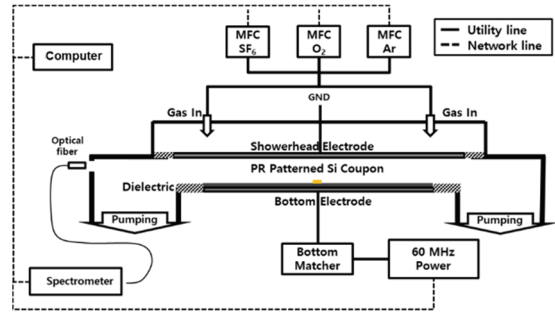 MFC
SF6
MFC
O2
MFC
Ar
Utility line
Network line
Computer
GND
Gas In
Gas In
Optical
fiber
Showerhead Electrode
PR Patterned Si Coupon
Dielectric
Bottom Electrode
Pumping
Pumping
Bottom
Matcher
60 MHz
Power
Spectrometer